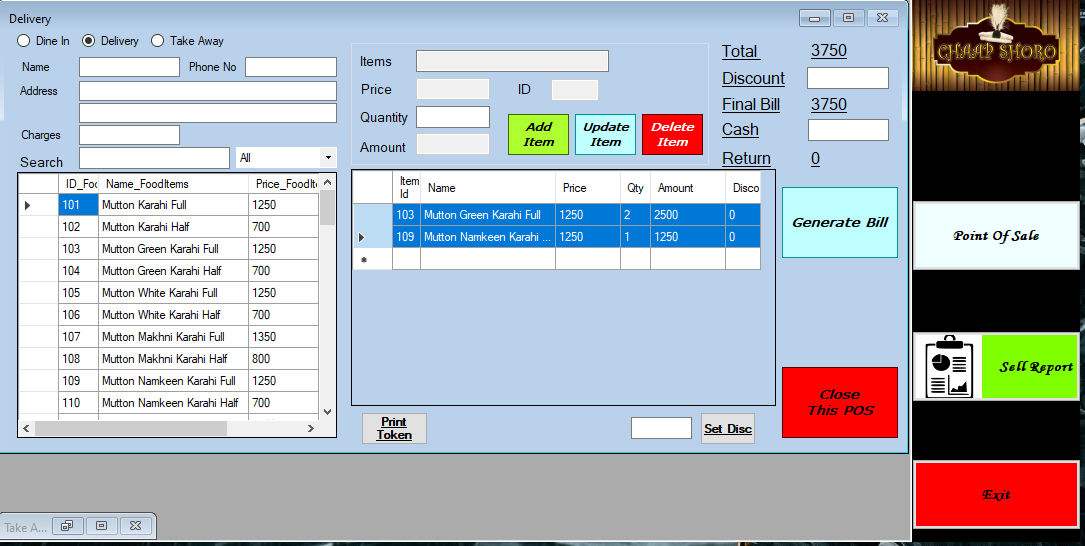 Delivery
Dine In Delivery Take Away
Name Phone No
Address
Charges
Search All
ID_Foo Name_FoodItems Price_FoodIte
101 Mutton Karahi Full 1250
102 Mutton Karahi Half 700
103 Mutton Green Karahi Full 1250
104 Mutton Green Karahi Half 700
105 Mutton White Karahi Full 1250
106 Mutton White Karahi Half 700
107 Mutton Makhni Karahi Full 1350
108 Mutton Makhni Karahi Half 800
109 Mutton Namkeen Karahi Full 1250
110 Mutton Namkeen Karahi Half 700
Items
Price ID
Quantity
Amount
Add Item
Update Item
Delete Item
Item Id Name Price Qty Amount Disco
103 Mutton Green Karahi Full 1250 2 2500 0
109 Mutton Namkeen Karahi ... 1250 1 1250 0
Print Token
Set Disc
Total 3750
Discount
Final Bill 3750
Cash
Return 0
Generate Bill
Close This POS
CHAAP SHORO
Point Of Sale
Sell Report
Exit
Take A...